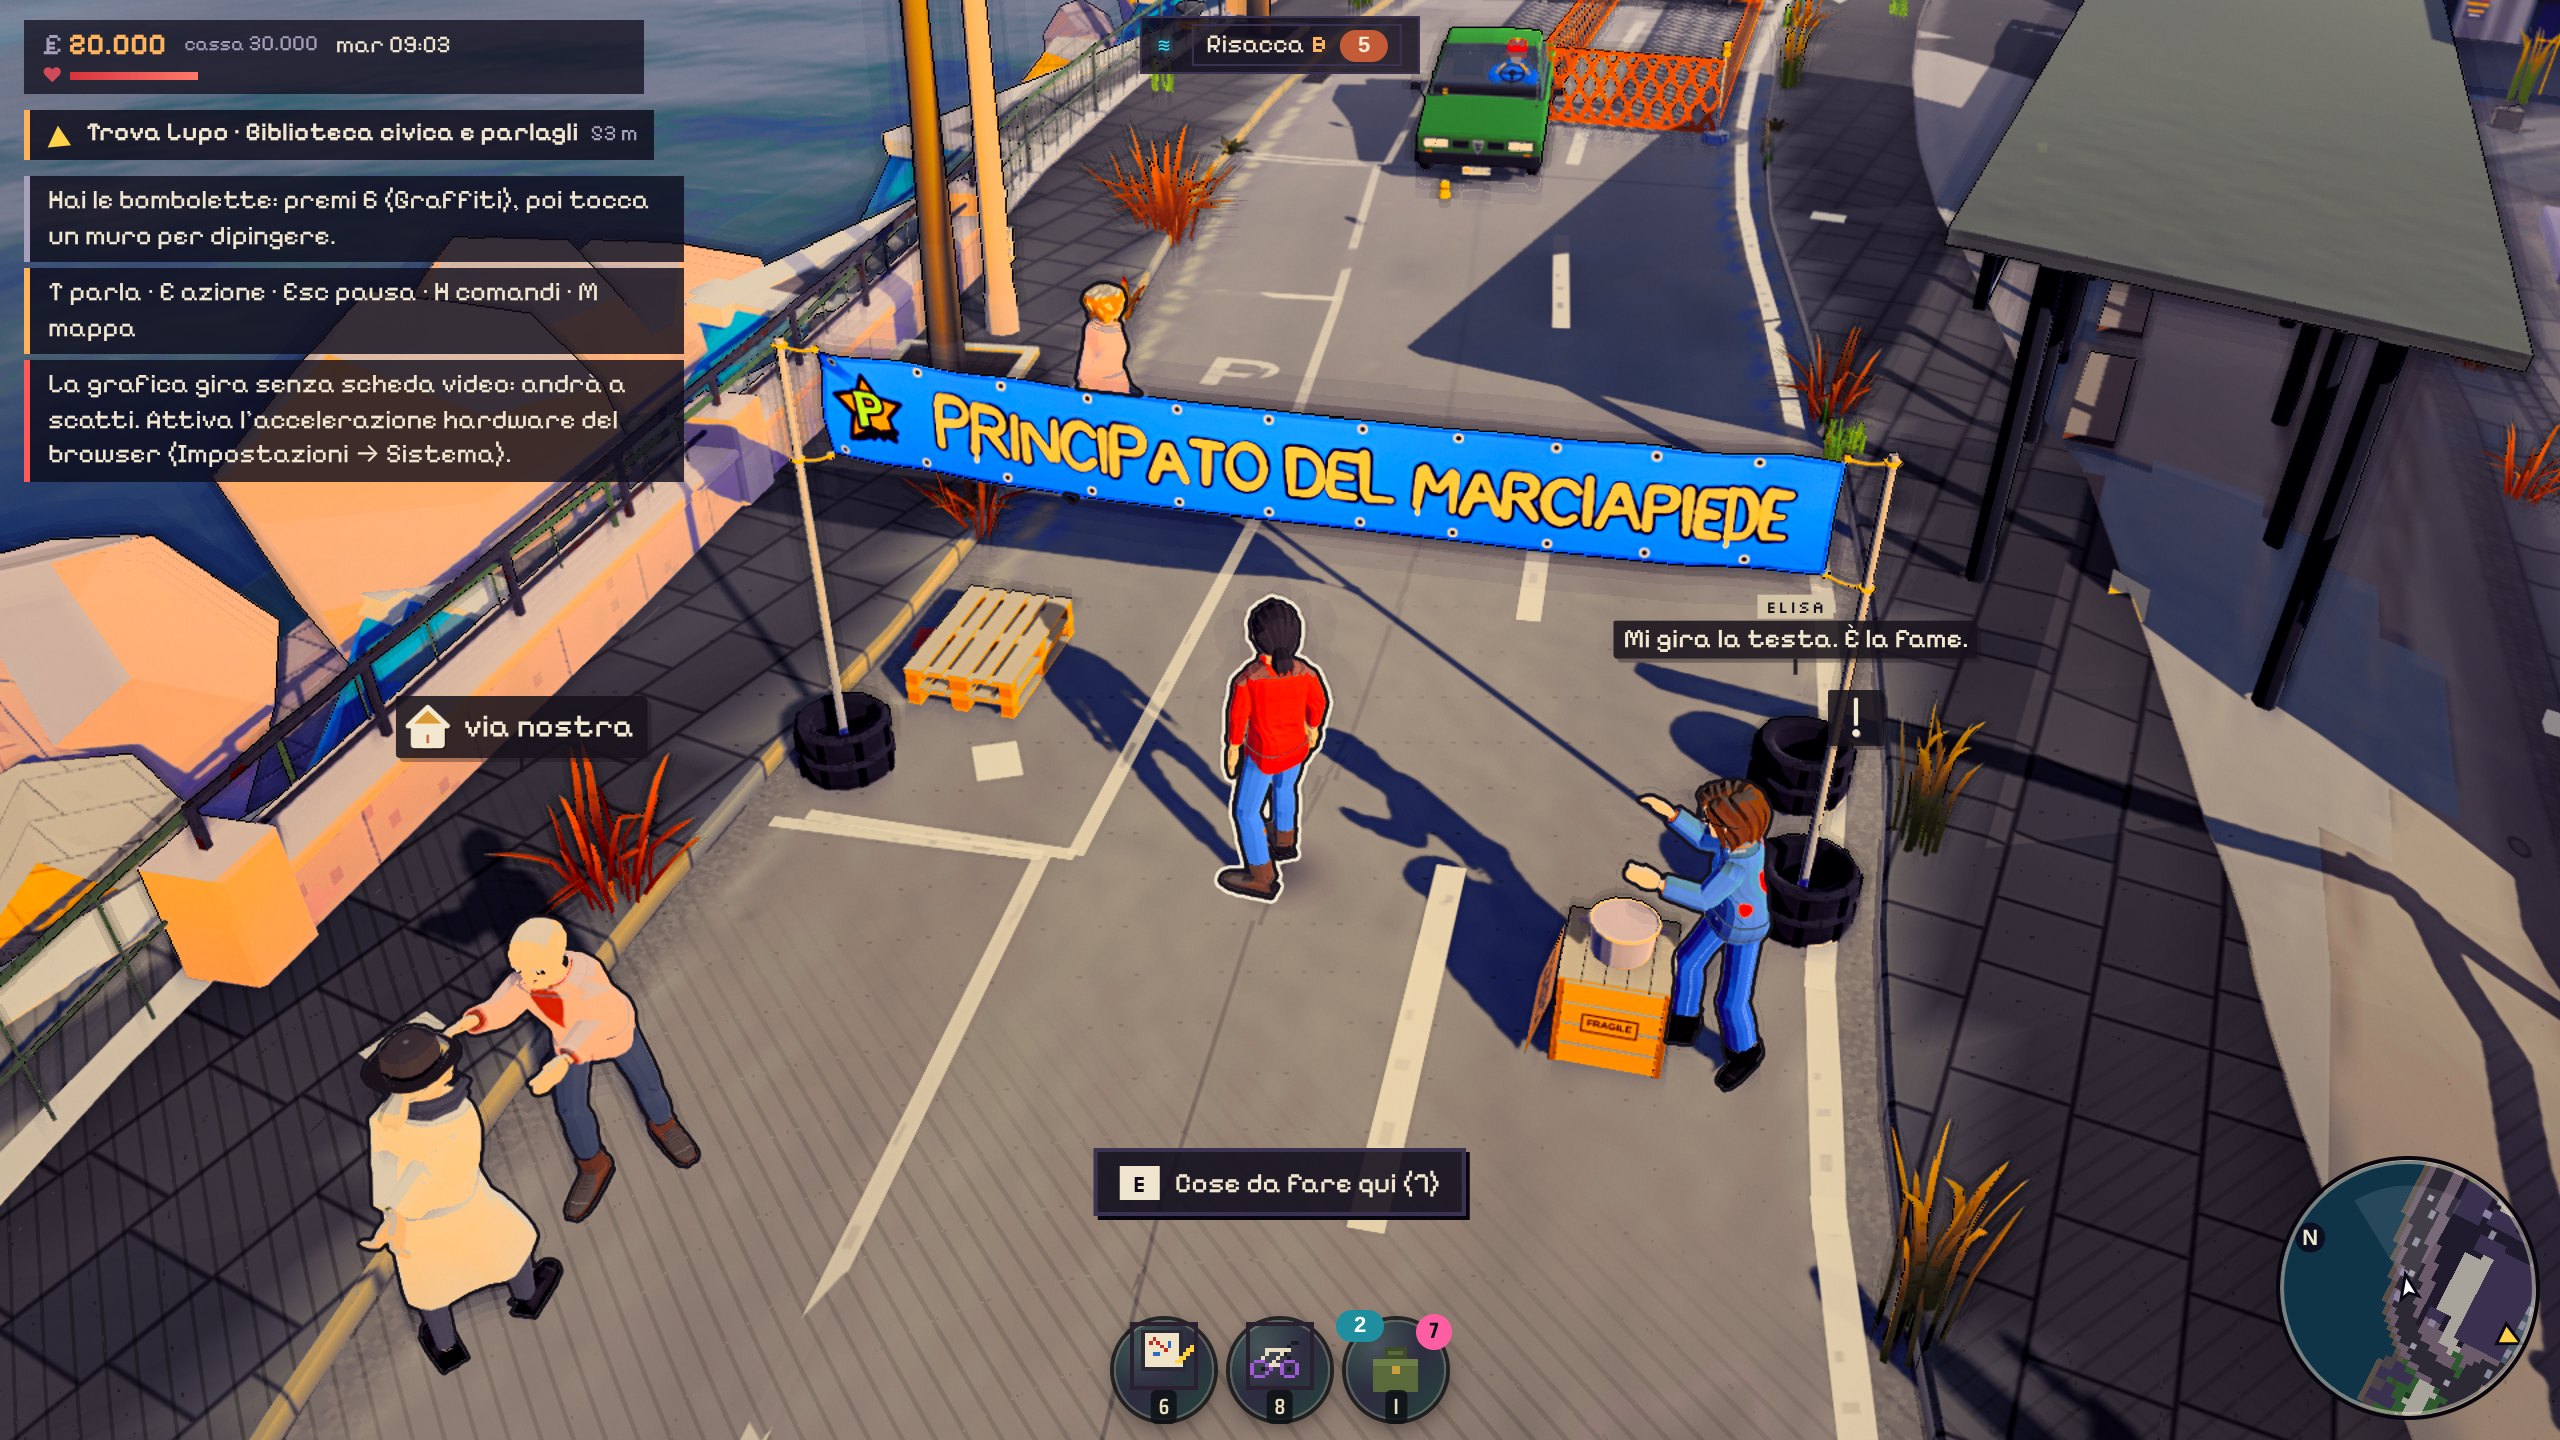 £ 80.000 cassa 30.000 mar 09:03
Risacca B 5
Trova Lupo · Biblioteca civica e parlagli 93 m
Hai le bombolette: premi 6 (Graffiti), poi tocca
un muro per dipingere.
T parla · E azione · Esc pausa · H comandi · M
mappa
La grafica gira senza scheda video: andrà a
scatti. Attiva l'accelerazione hardware del
browser (Impostazioni → Sistema).
P
P PRINCIPATO DEL MARCIAPIEDE
ELISA
Mi gira la testa. È la fame.
!
via nostra
FRAGILE
E Cose da fare qui (7)
N
2 7
6 8 I